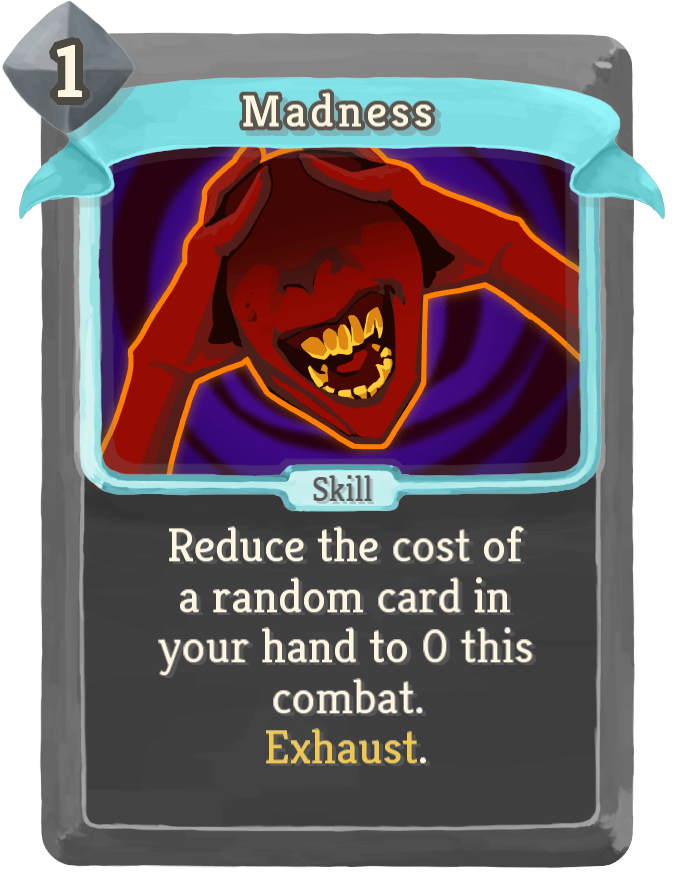 1
Madness
Skill
Reduce the cost of
a random card in
your hand to 0 this
combat.
Exhaust.